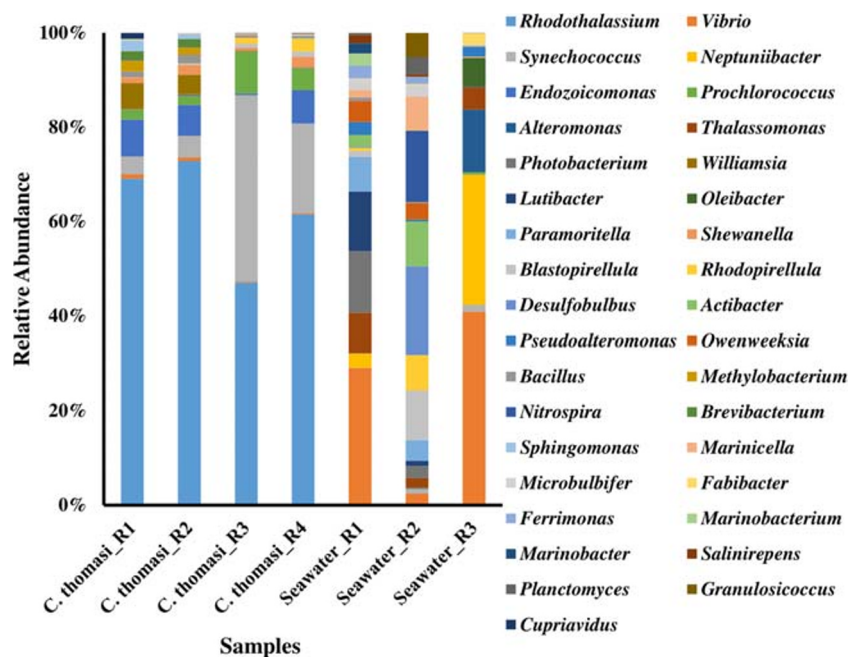 100%
80%
60%
40%
20%
0%
Relative Abundance
C. thomasi_R1
C. thomasi_R2
C. thomasi_R3
C. thomasi_R4
Seawater_R1
Seawater_R2
Seawater_R3
Samples
Rhodothalassium Vibrio
Synechococcus Neptuniibacter
Endozoicomonas Prochlorococcus
Alteromonas Thalassomonas
Photobacterium Williamsia
Lutibacter Oleibacter
Paramoritella Shewanella
Blastopirellula Rhodopirellula
Desulfobulbus Actibacter
Pseudoalteromonas Owenweeksia
Bacillus Methylobacterium
Nitrospira Brevibacterium
Sphingomonas Marinicella
Microbulbifer Fabibacter
Ferrimonas Marinobacterium
Marinobacter Salinirepens
Planctomyces Granulosicoccus
Cupriavidus